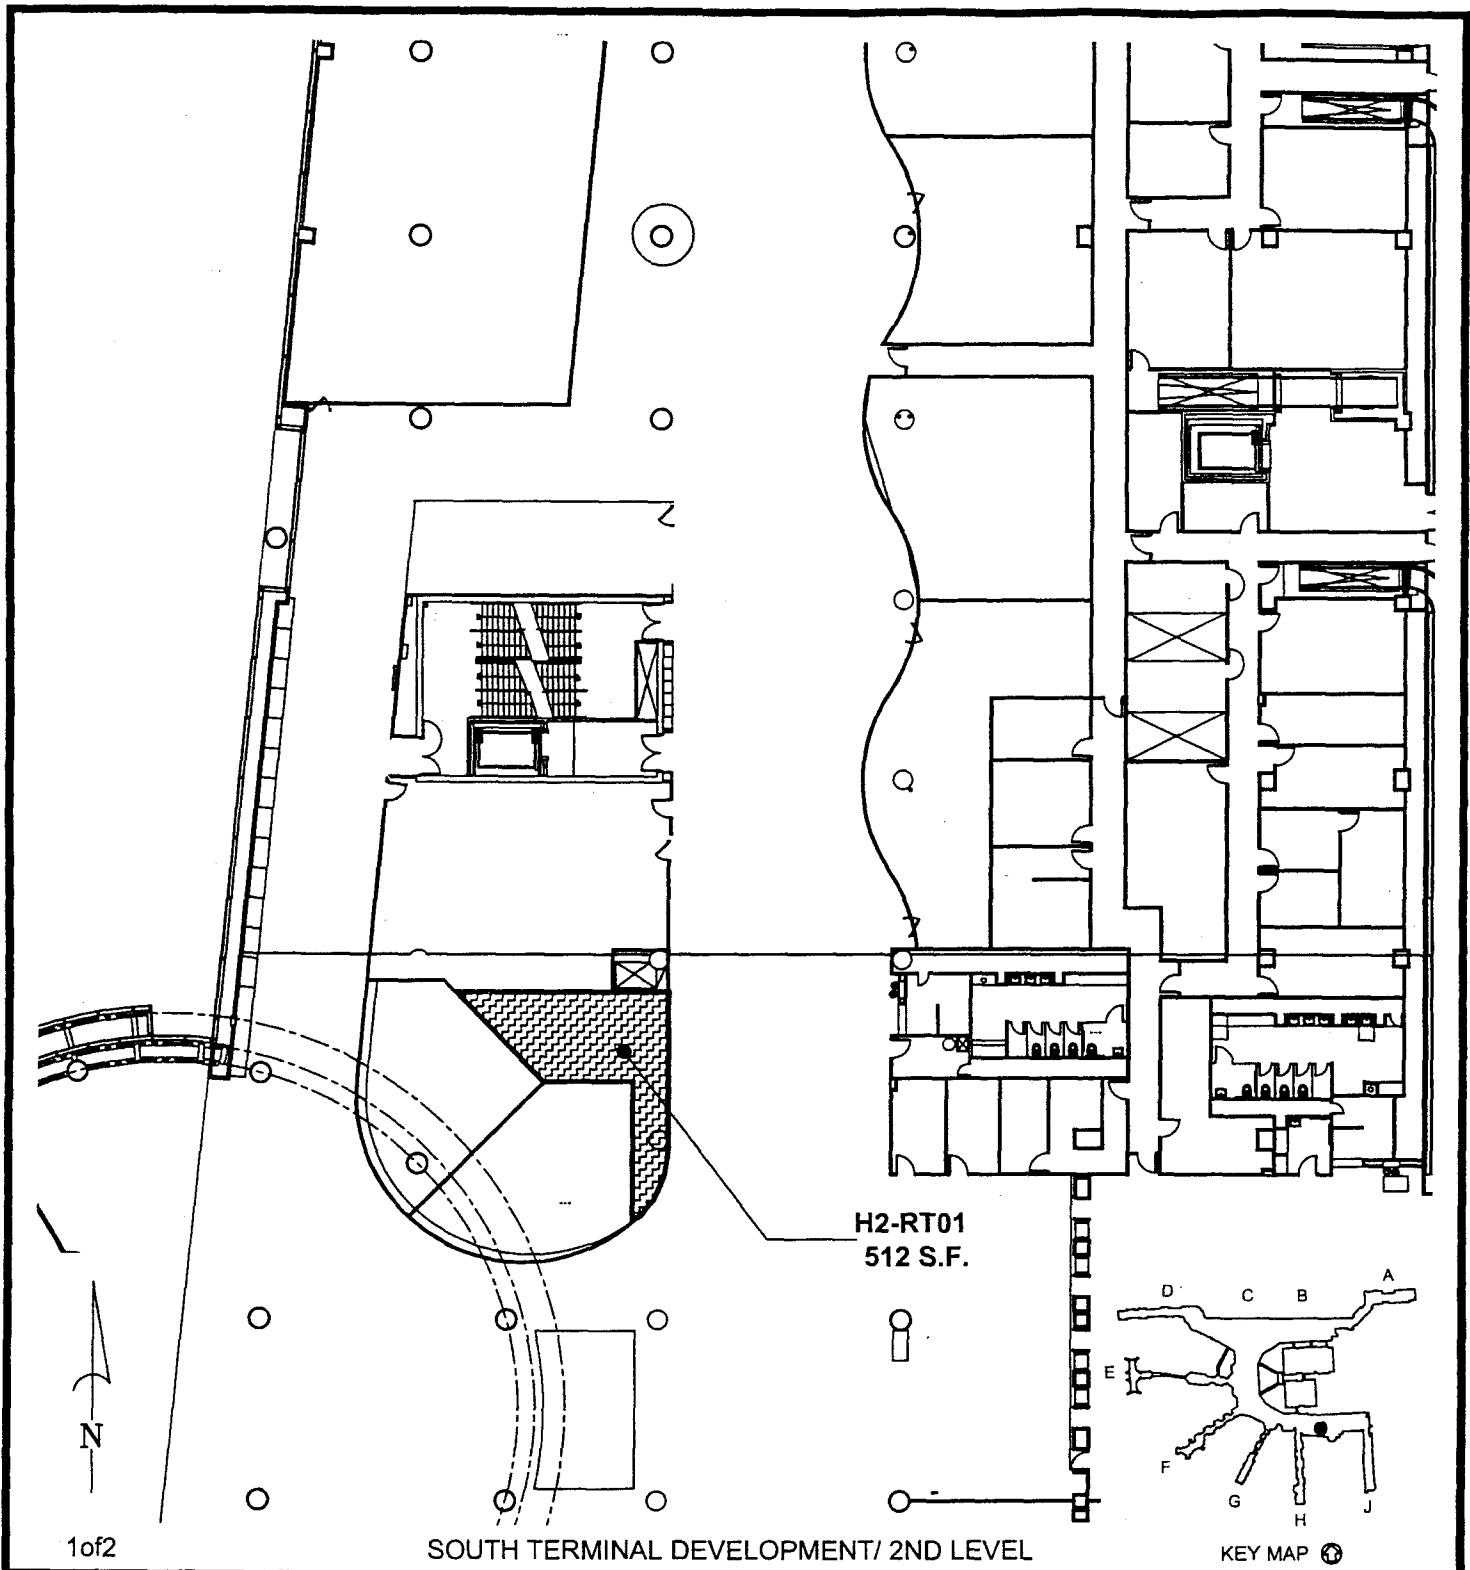 H2-RT01
512 S.F.
A
B
C
D
E
F
G
H
J
N
1of2
SOUTH TERMINAL DEVELOPMENT/ 2ND LEVEL
KEY MAP